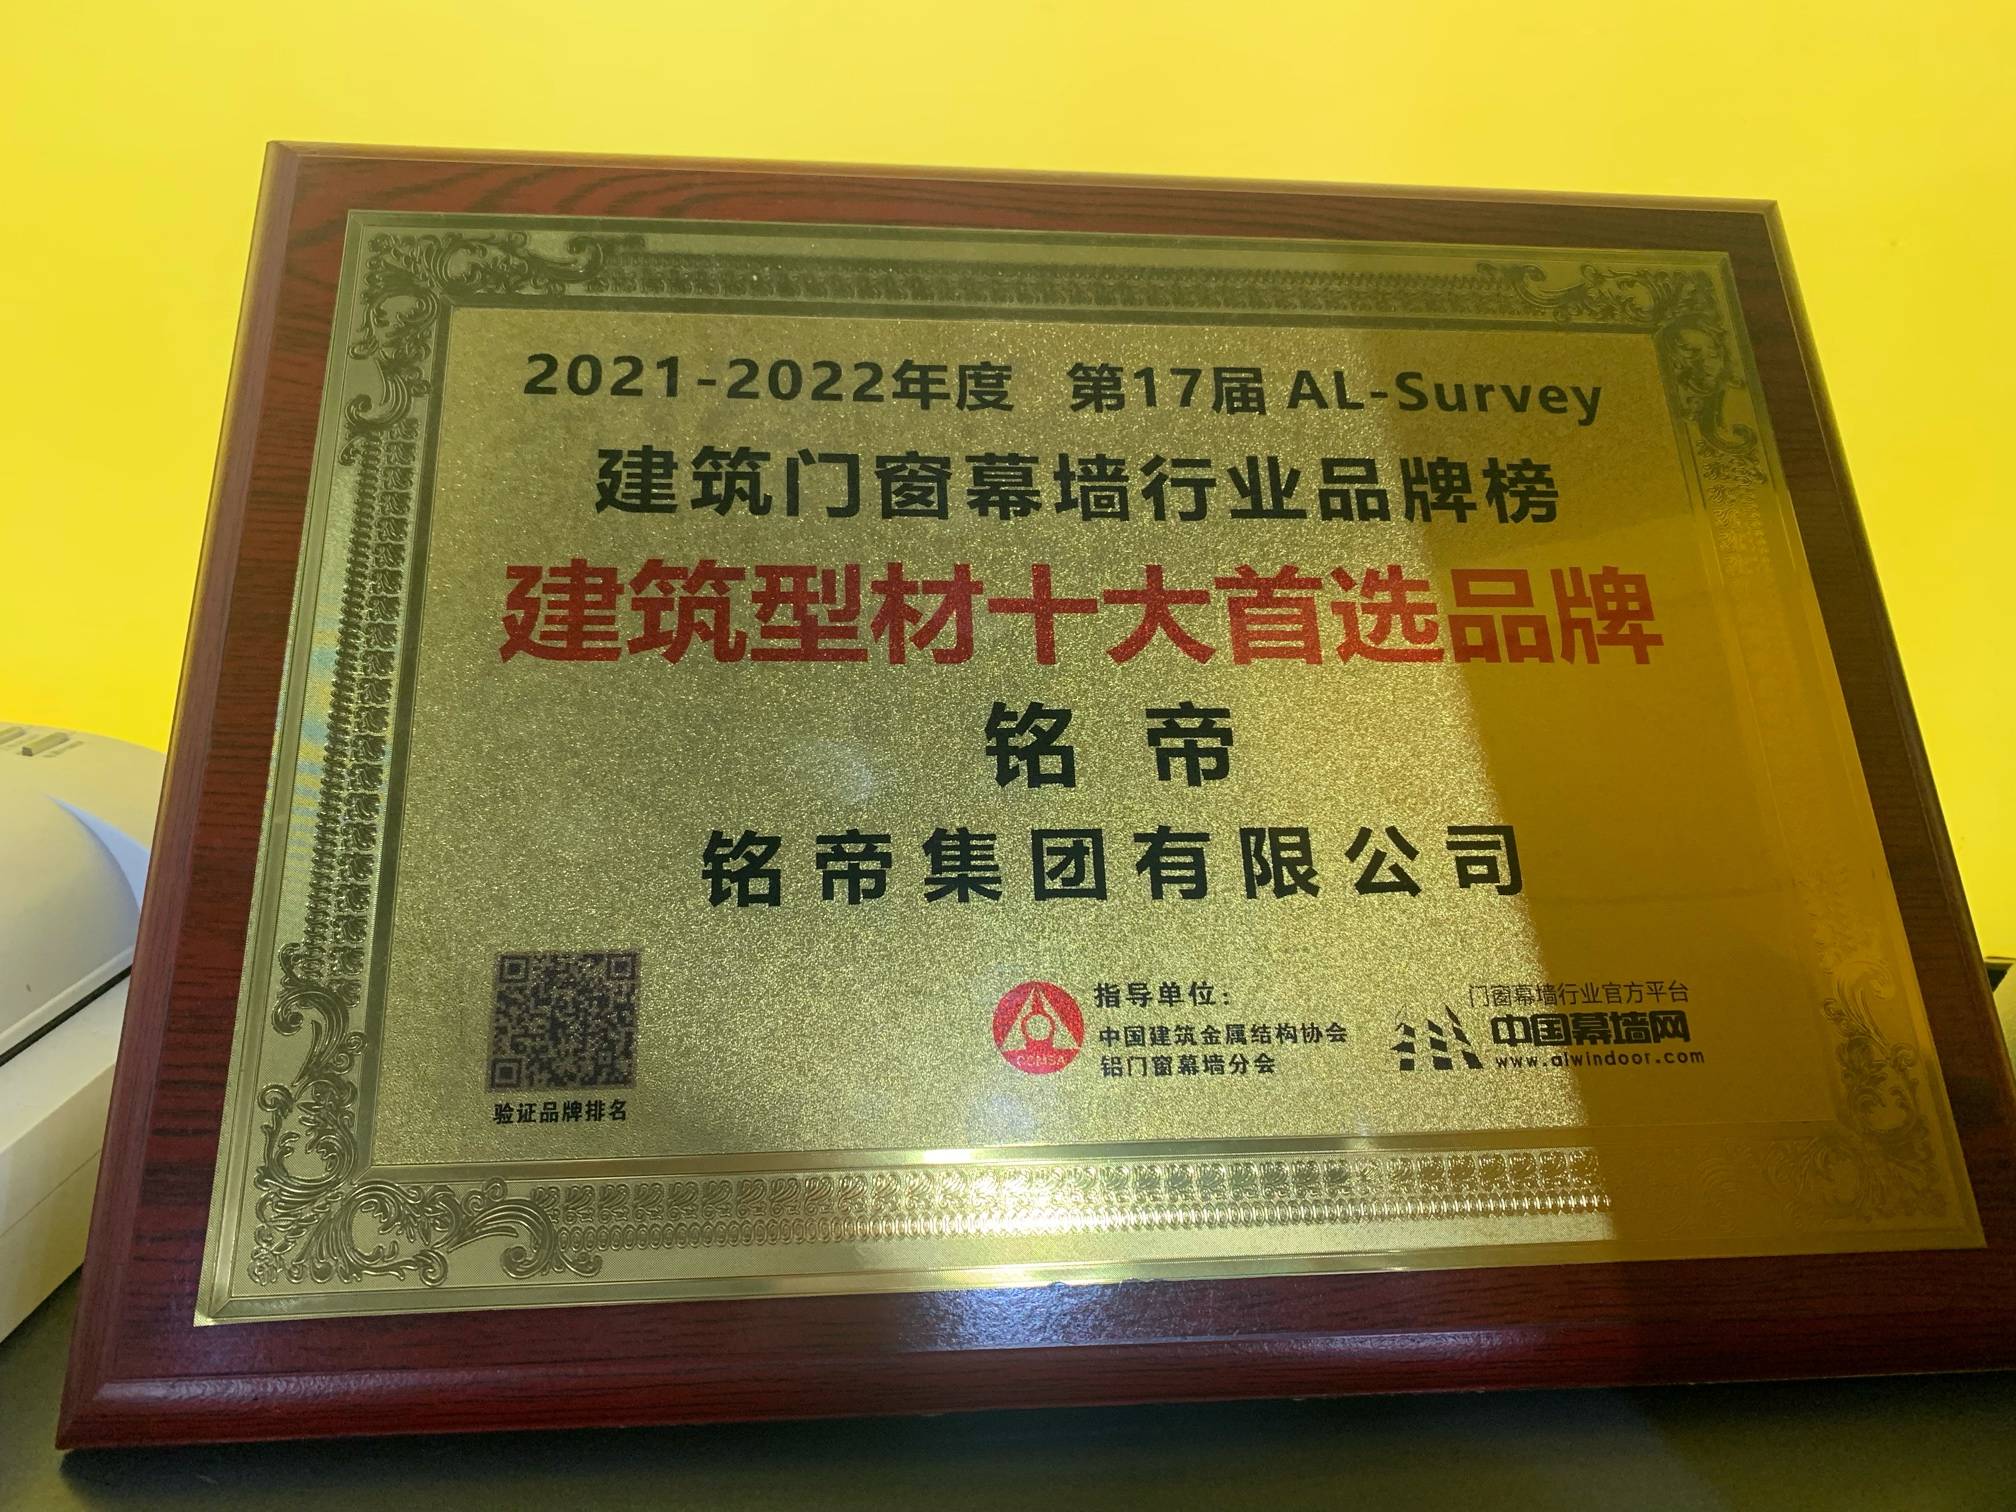 2021-2022年度 第17届 AL-Survey
建筑门窗幕墙行业品牌榜
建筑型材十大首选品牌
铭帝
铭帝集团有限公司
验证品牌排名
CCMSA
指导单位:
中国建筑金属结构协会
铝门窗幕墙分会
门窗幕墙行业官方平台
中国幕墙网
www.alwindoor.com